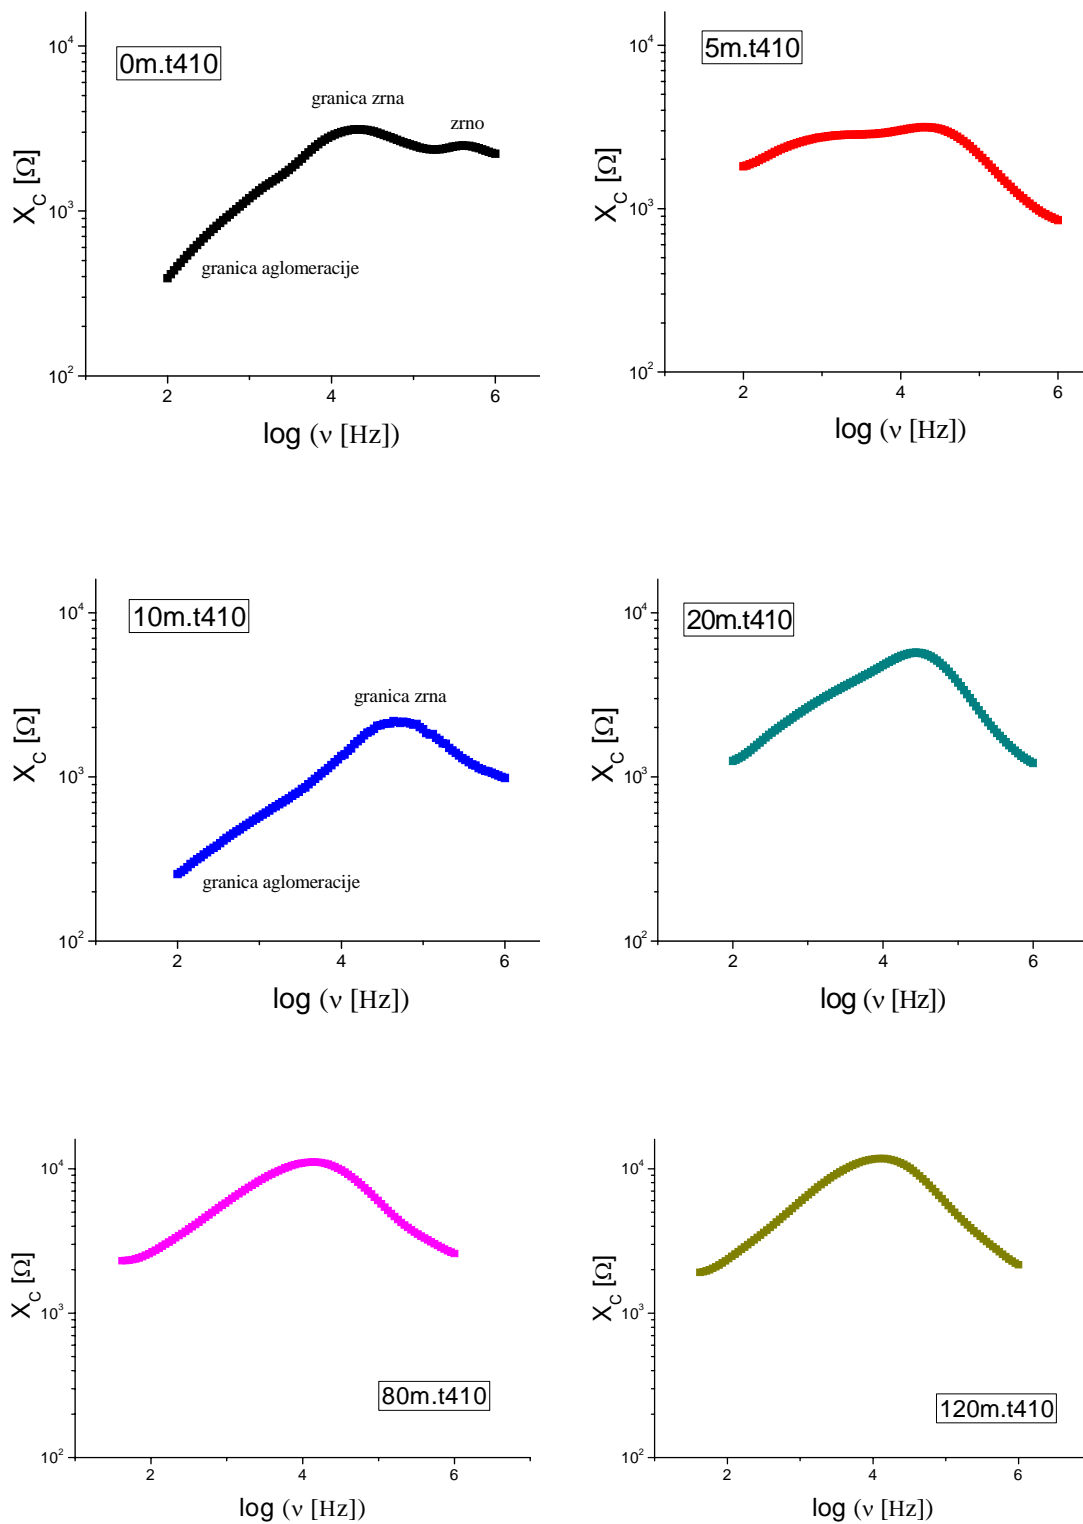 0m.t410
granica zrna
zrno
granica aglomeracije
10⁴
10³
10²
X_C [Ω]
2 4 6
log (ν [Hz])
5m.t410
10⁴
10³
10²
X_C [Ω]
2 4 6
log (ν [Hz])
10m.t410
granica zrna
granica aglomeracije
10⁴
10³
10²
X_C [Ω]
2 4 6
log (ν [Hz])
20m.t410
10⁴
10³
10²
X_C [Ω]
2 4 6
log (ν [Hz])
10⁴
10³
10²
X_C [Ω]
80m.t410
2 4 6
log (ν [Hz])
10⁴
10³
10²
X_C [Ω]
120m.t410
2 4 6
log (ν [Hz])